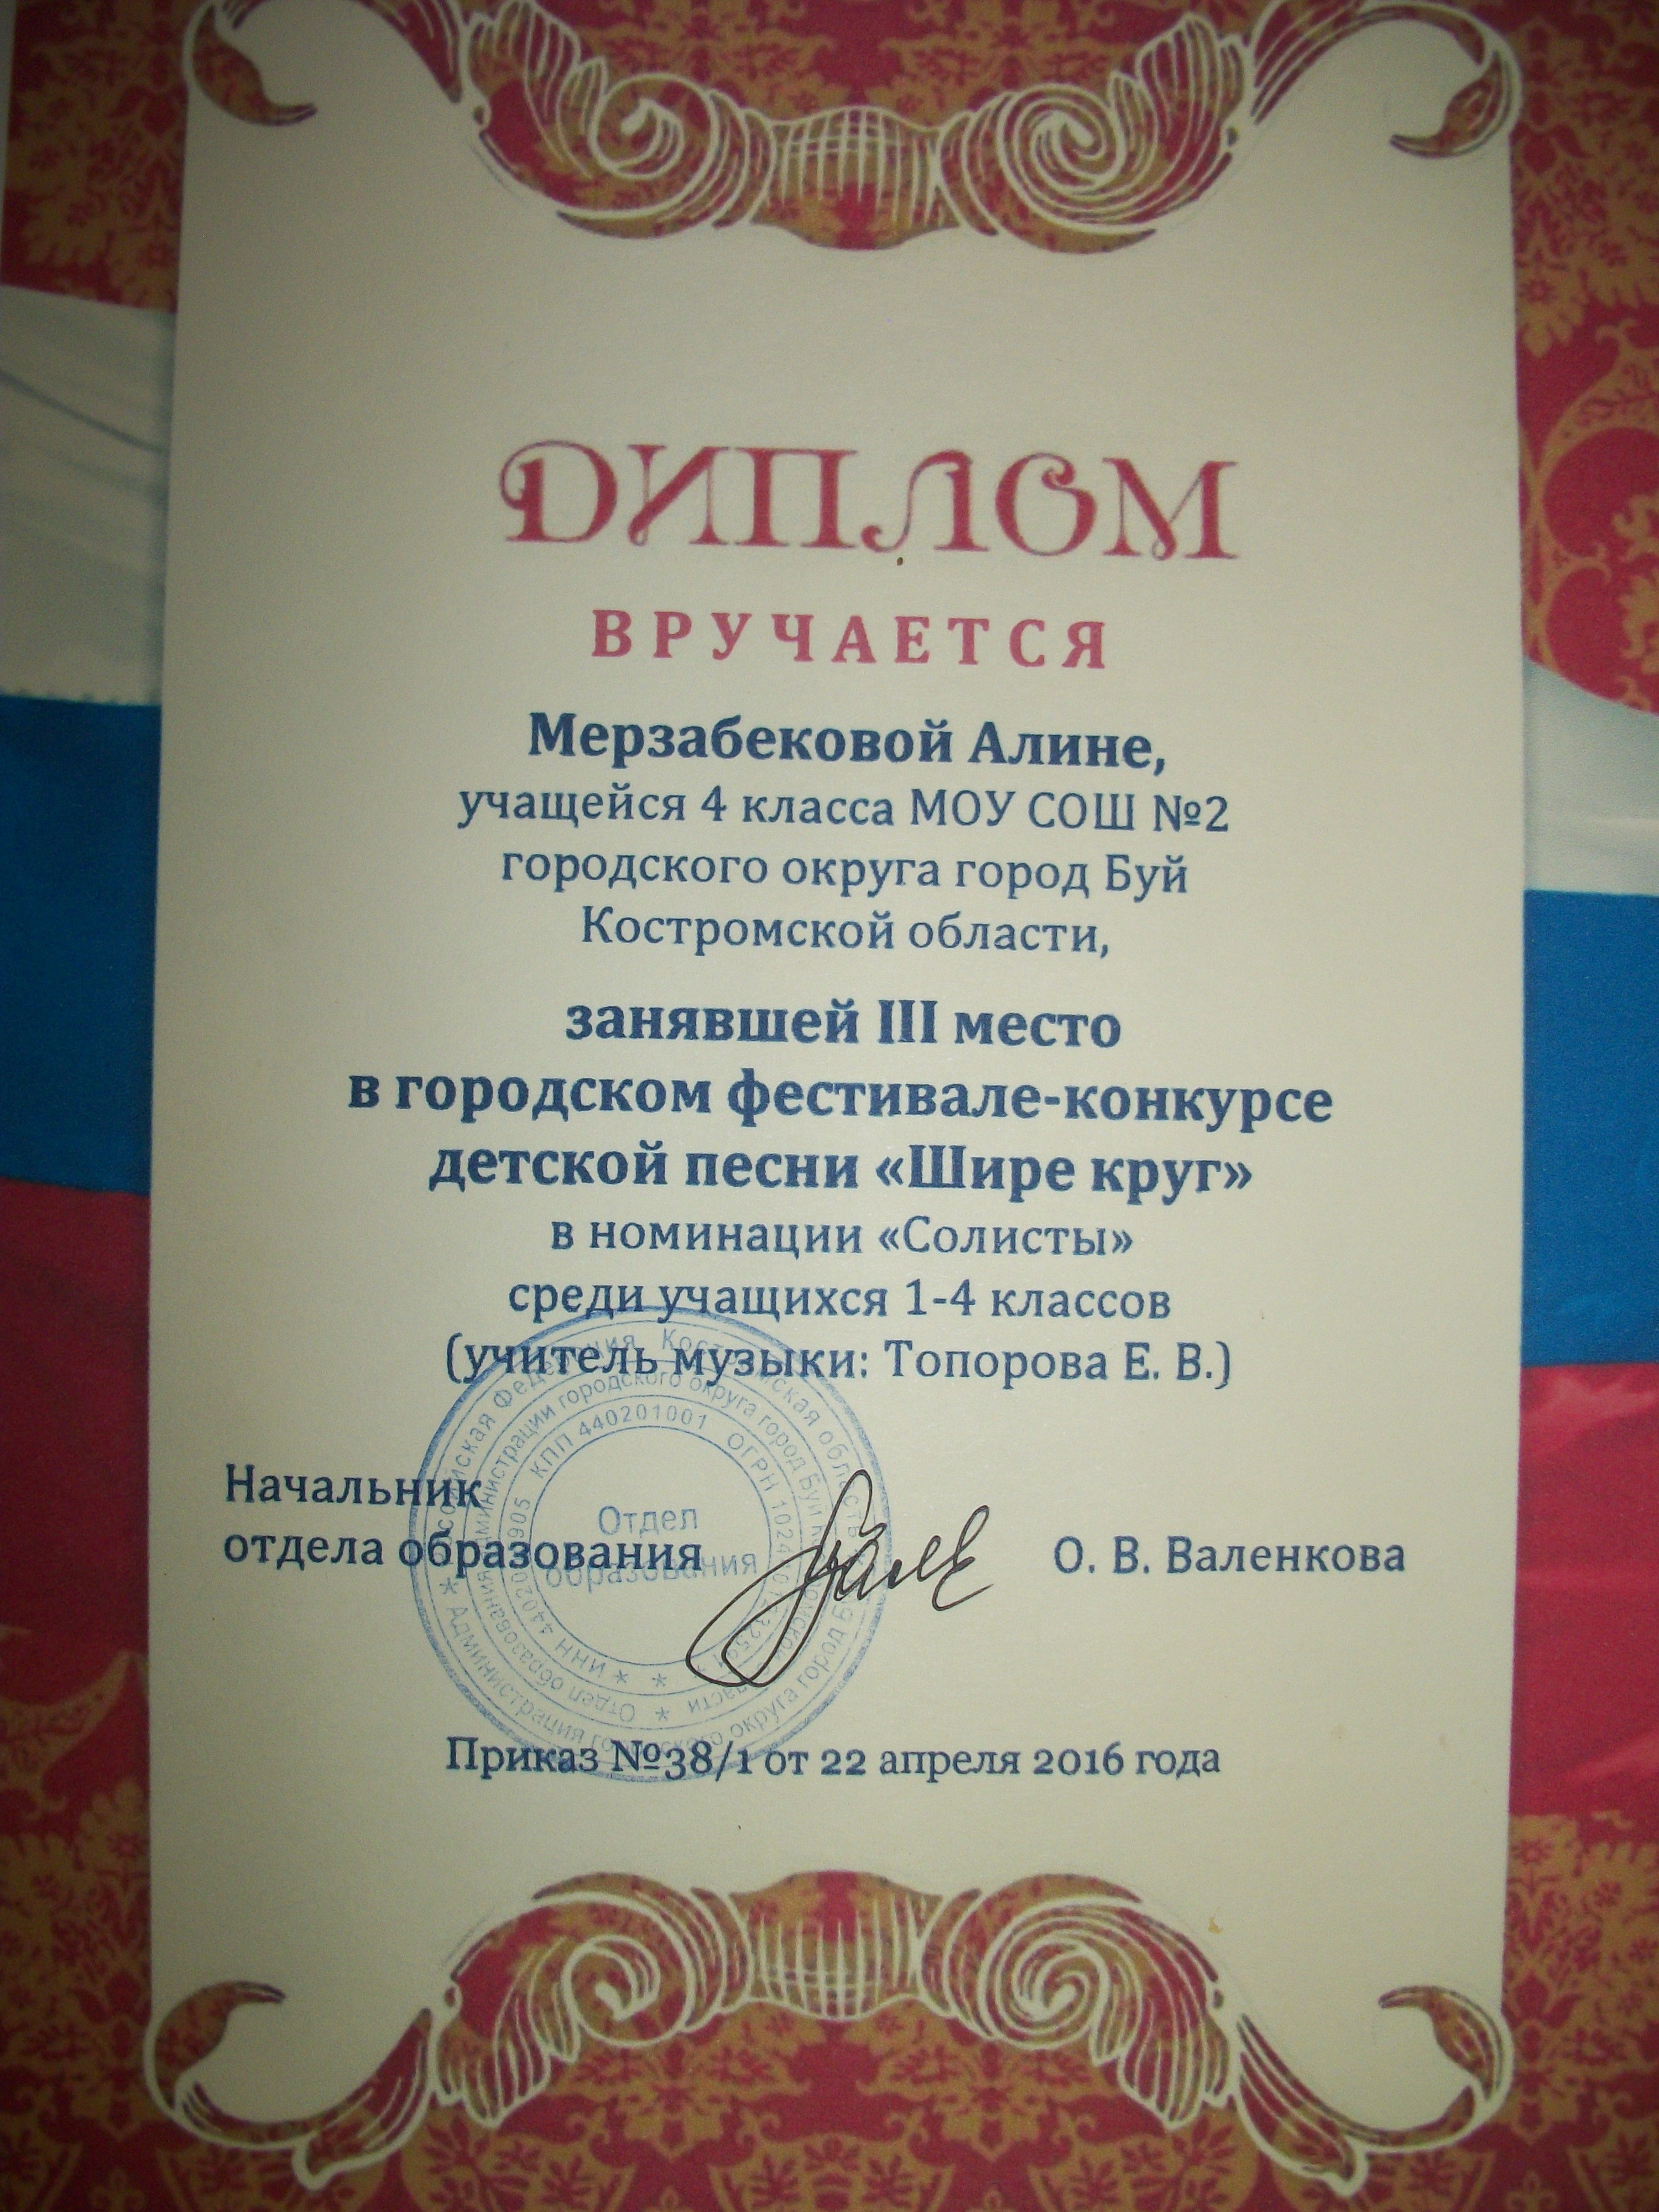 ДИПЛОМ
ВРУЧАЕТСЯ
Мерзабековой Алине,
учащейся 4 класса МОУ СОШ №2
городского округа город Буй
Костромской области,
занявшей III место
в городском фестивале-конкурсе
детской песни «Шире круг»
в номинации «Солисты»
среди учащихся 1-4 классов
(учитель музыки: Топорова Е. В.)
Начальник
отдела образования
О. В. Валенкова
Отдел
образования
КПП 440201001
Приказ №38/1 от 22 апреля 2016 года